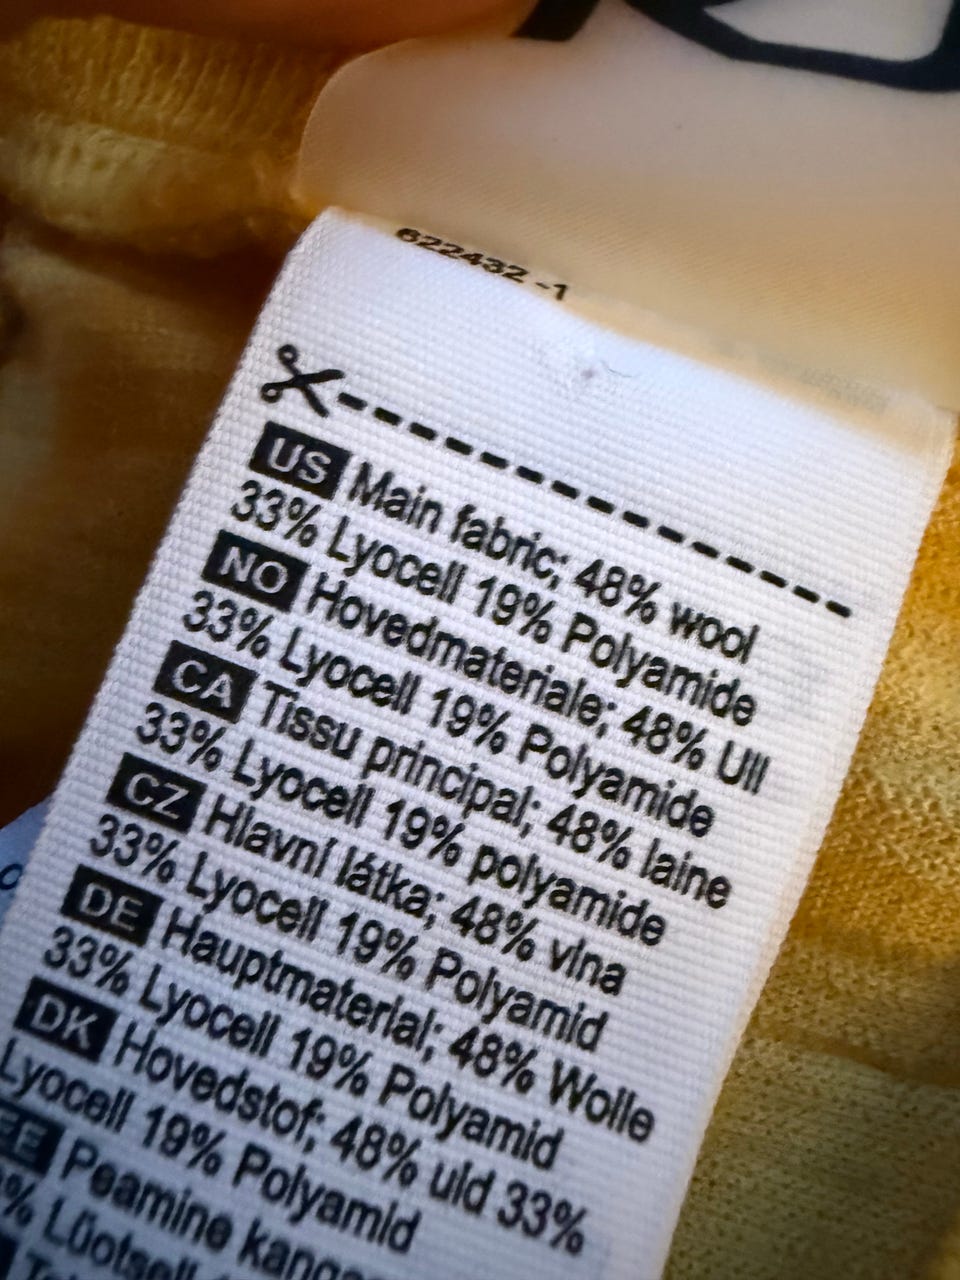 622432 -1
US Main fabric; 48% wool
33% Lyocell 19% Polyamide
NO Hovedmateriale; 48% Ull
33% Lyocell 19% Polyamide
CA Tissu principal; 48% laine
33% Lyocell 19% polyamide
CZ Hlavní látka; 48% vlna
33% Lyocell 19% Polyamid
DE Hauptmaterial; 48% Wolle
33% Lyocell 19% Polyamid
DK Hovedstof; 48% uld 33%
Lyocell 19% Polyamid
EE Peamine
% Lüotsell